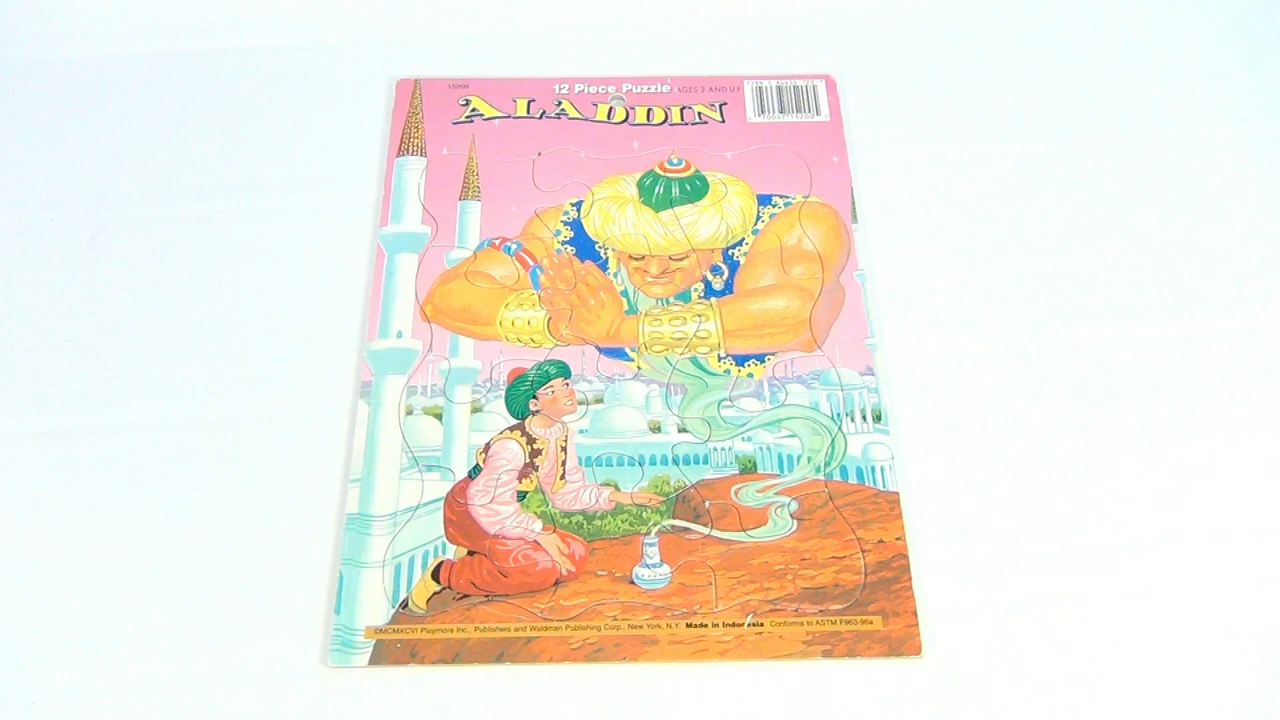 15209
12 Piece Puzzle AGES 3 AND UP
ALADDIN
©MCMXCVI Playmore Inc., Publishers and Waldman Publishing Corp., New York, N.Y. Made in Indonesia Conforms to ASTM F963-96a